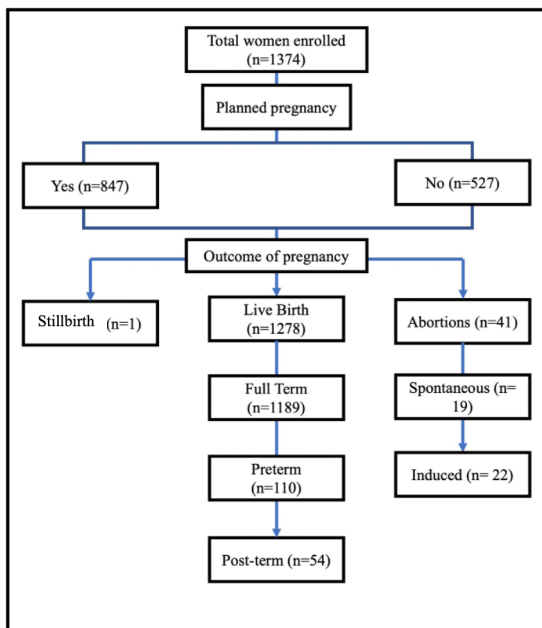 Total women enrolled
(n=1374)
Planned pregnancy
Yes (n=847)
No (n=527)
Outcome of pregnancy
Stillbirth (n=1)
Live Birth
(n=1278)
Abortions (n=41)
Full Term
(n=1189)
Spontaneous (n=
19)
Preterm
(n=110)
Induced (n= 22)
Post-term (n=54)